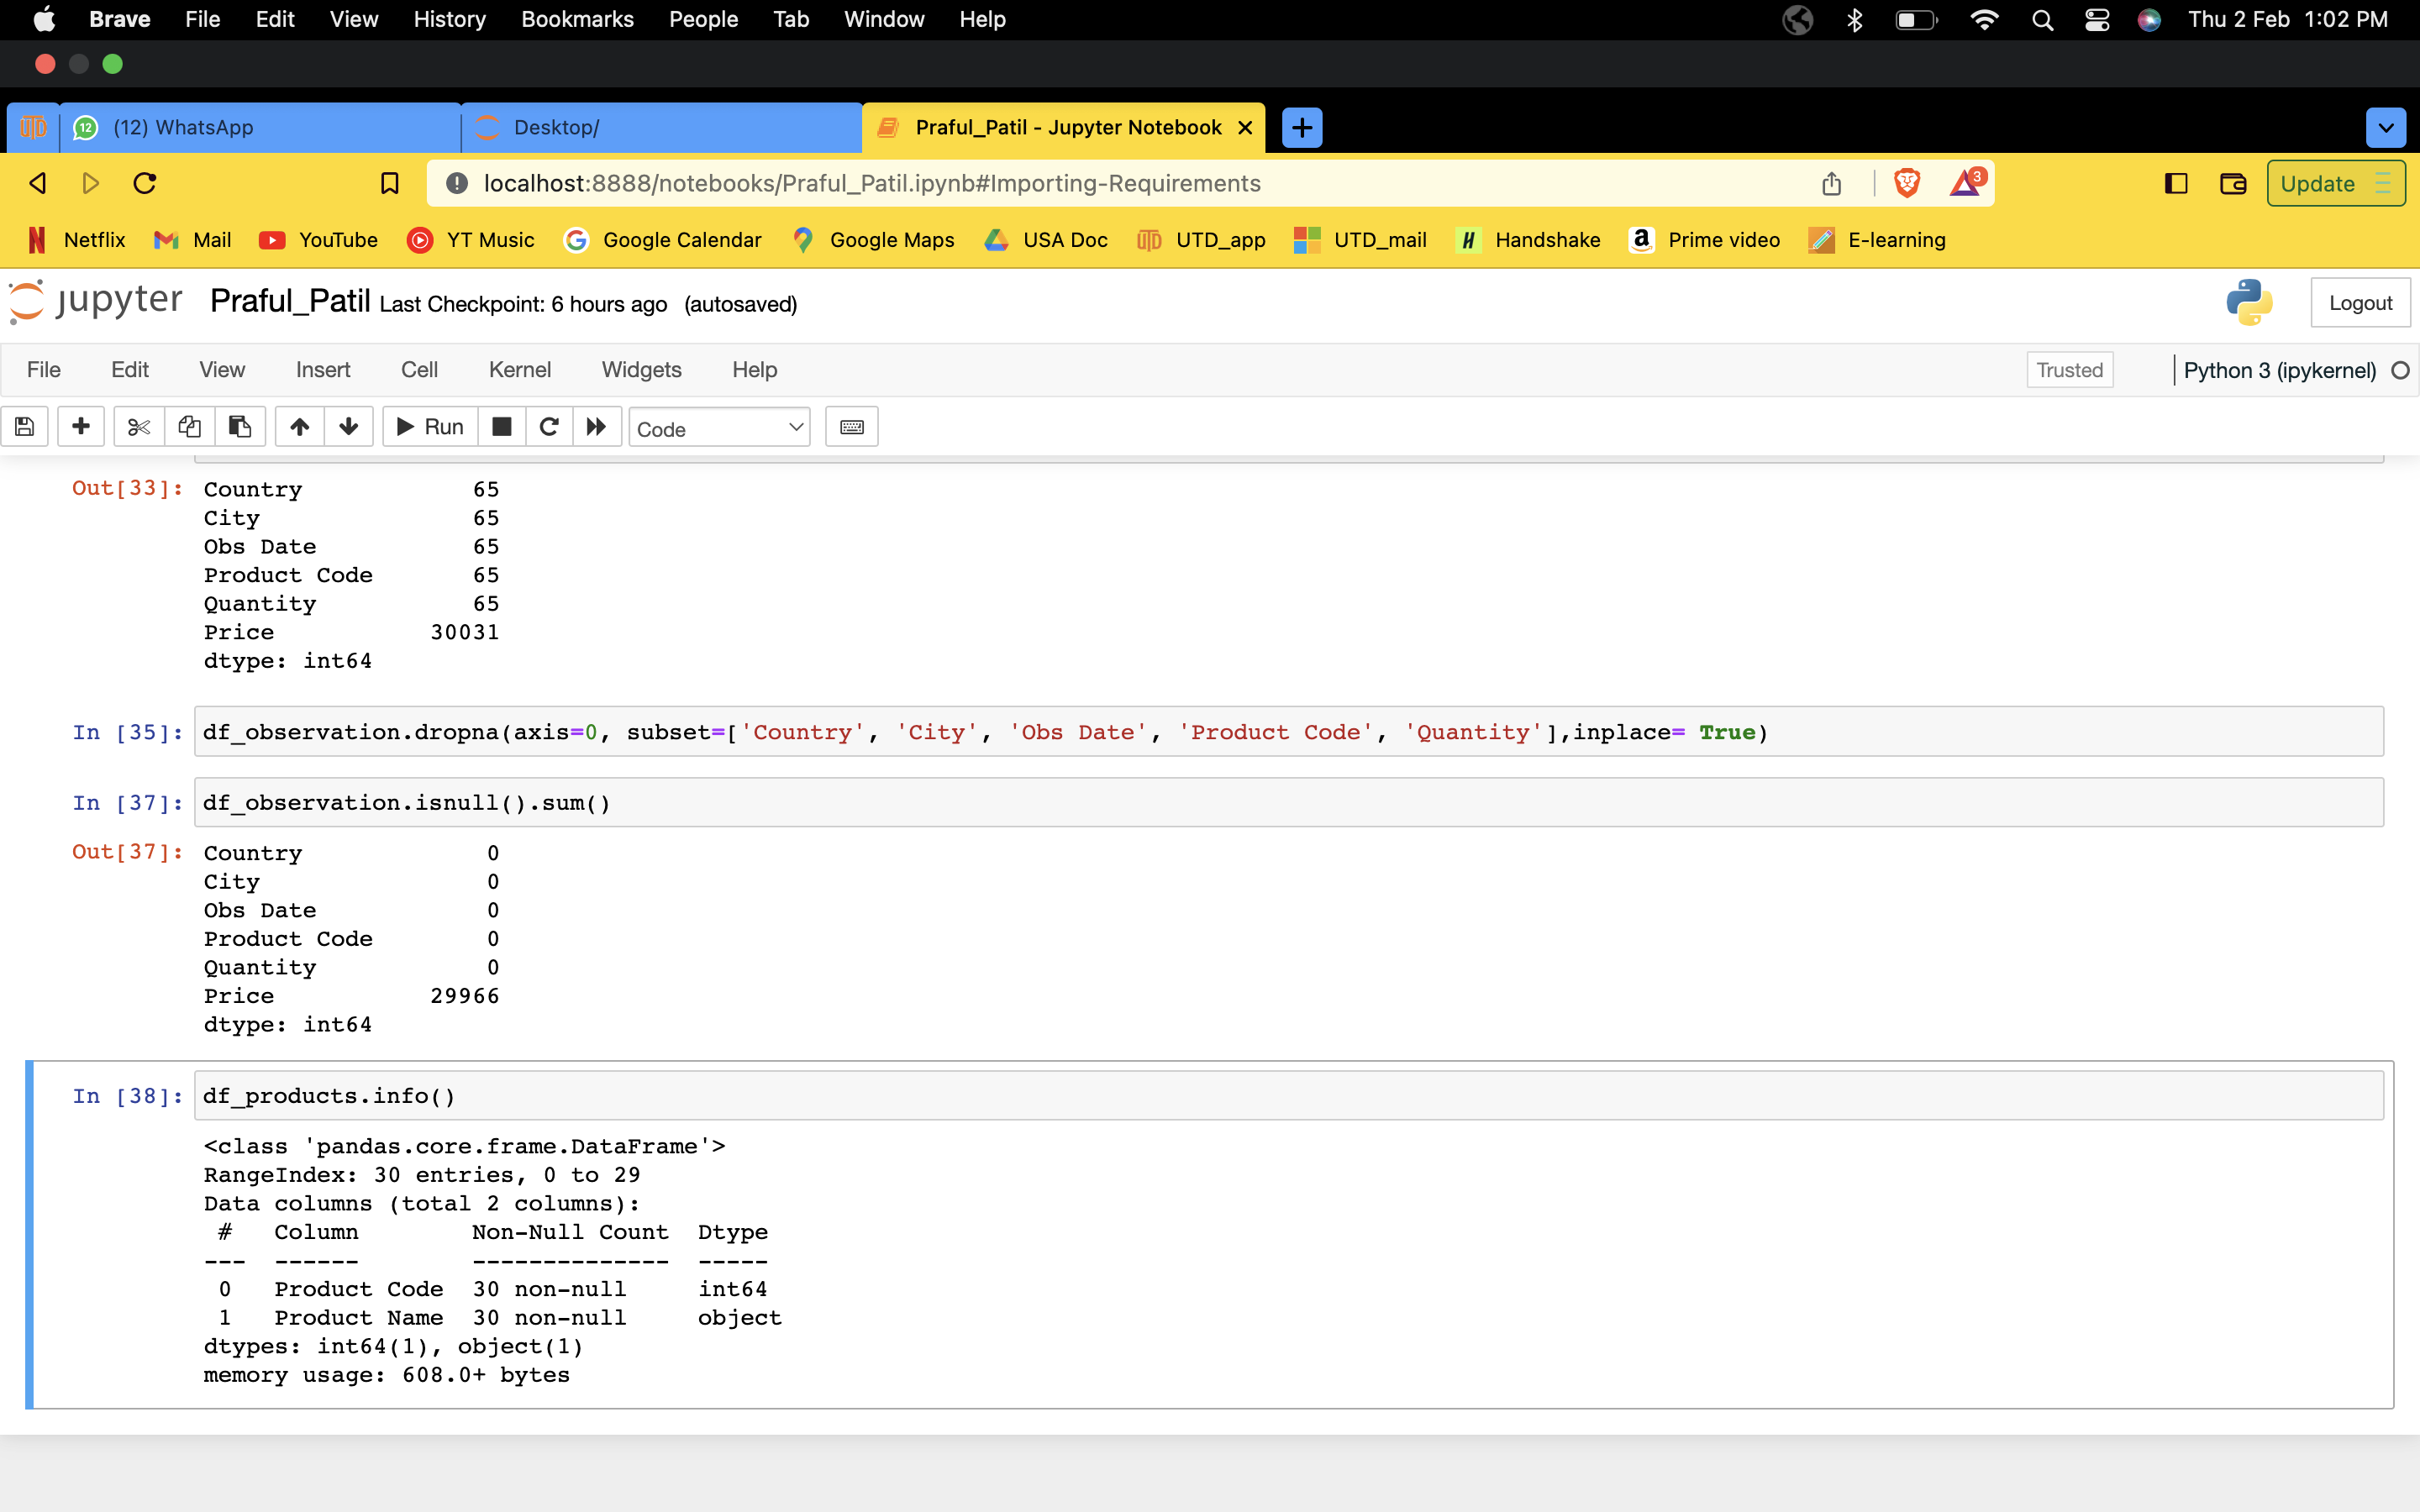 Brave File Edit View History Bookmarks People Tab Window Help Thu 2 Feb 1:02 PM
UTD 12 (12) WhatsApp Desktop/ Praful_Patil - Jupyter Notebook
localhost:8888/notebooks/Praful_Patil.ipynb#Importing-Requirements 3 Update
Netflix Mail YouTube YT Music Google Calendar Google Maps USA Doc UTD_app UTD_mail Handshake Prime video E-learning
jupyter Praful_Patil Last Checkpoint: 6 hours ago (autosaved) Logout
File Edit View Insert Cell Kernel Widgets Help Trusted Python 3 (ipykernel)
Run Code
Out[33]: Country 65
City 65
Obs Date 65
Product Code 65
Quantity 65
Price 30031
dtype: int64
In [35]: df_observation.dropna(axis=0, subset=['Country', 'City', 'Obs Date', 'Product Code', 'Quantity'],inplace= True)
In [37]: df_observation.isnull().sum()
Out[37]: Country 0
City 0
Obs Date 0
Product Code 0
Quantity 0
Price 29966
dtype: int64
In [38]: df_products.info()
<class 'pandas.core.frame.DataFrame'>
RangeIndex: 30 entries, 0 to 29
Data columns (total 2 columns):
# Column Non-Null Count Dtype
--- ------ -------------- -----
0 Product Code 30 non-null int64
1 Product Name 30 non-null object
dtypes: int64(1), object(1)
memory usage: 608.0+ bytes